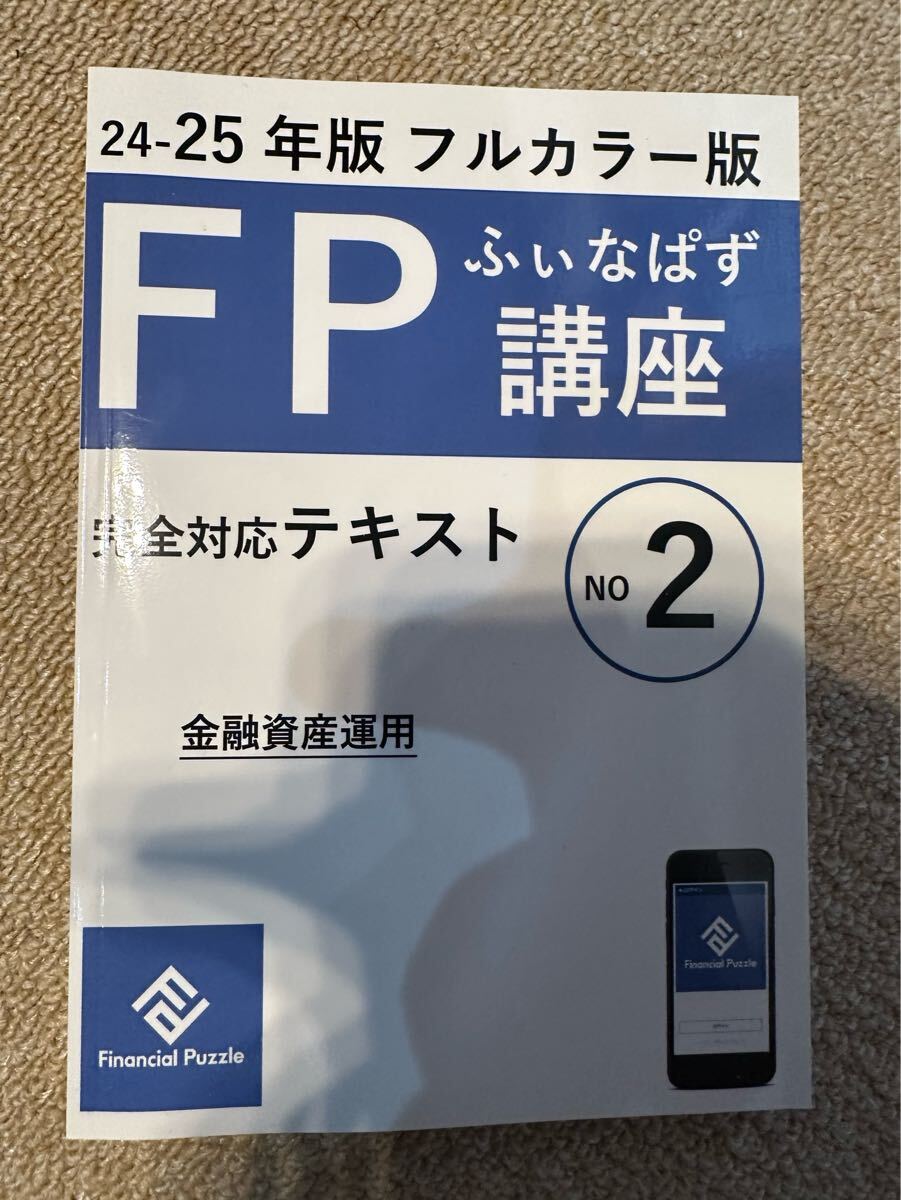 24-25 年版 フルカラー版
FP ふぃなぱず
講座
完全対応テキスト
NO 2
金融資産運用
Financial Puzzle
Financial Puzzle